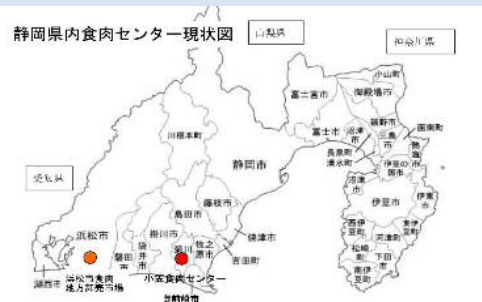 静岡県内食肉センター現状図
山梨県
神奈川県
小山町
御殿場市
富士宮市
裾野市
富士市
沼津市
三島市
函南町
長泉町
清水町
熱海市
伊豆の国市
川根本町
静岡市
沼津市
伊東市
愛知県
伊豆市
藤枝市
島田市
西伊豆町
東伊豆町
焼津市
河津町
浜松市
掛川市
松崎町
下田市
袋井市
菊川
牧之原市
磐田市
吉田町
南伊豆町
湖西市
浜松市食肉
地方卸売市場
小笠食肉センター
御前崎市